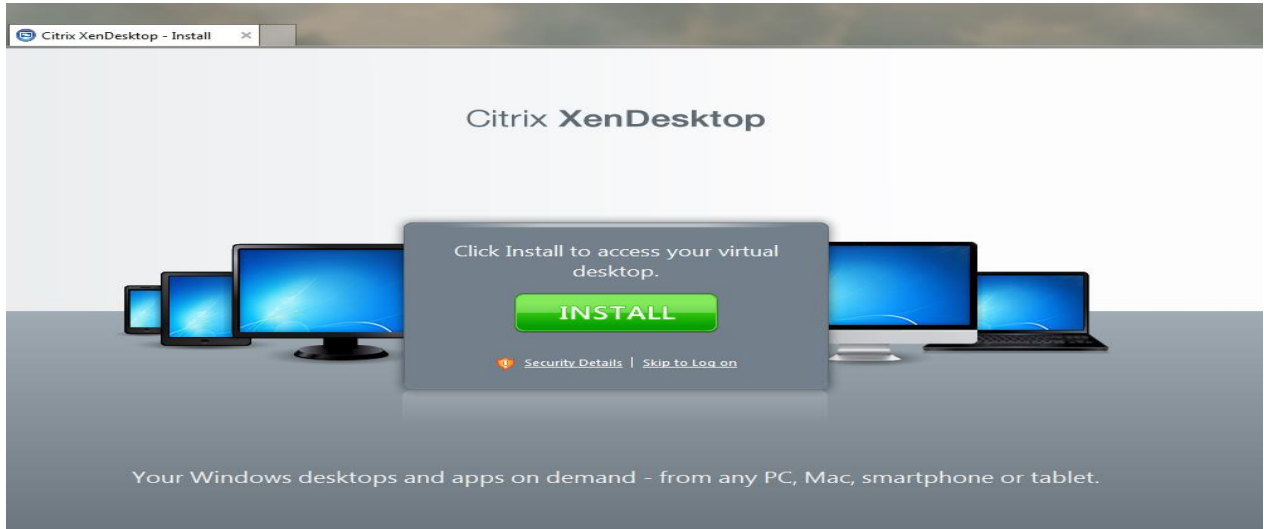 Citrix XenDesktop - Install
Citrix XenDesktop
Click Install to access your virtual
desktop.
INSTALL
Security Details | Skip to Log on
Your Windows desktops and apps on demand - from any PC, Mac, smartphone or tablet.